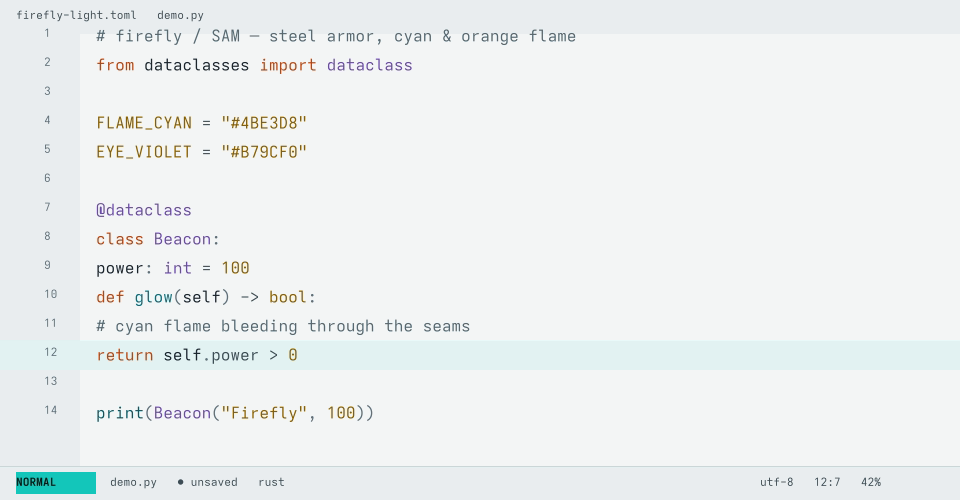 firefly-light.toml demo.py
1 # firefly / SAM — steel armor, cyan & orange flame
2 from dataclasses import dataclass
3
4 FLAME_CYAN = "#4BE3D8"
5 EYE_VIOLET = "#B79CF0"
6
7 @dataclass
8 class Beacon:
9 power: int = 100
10 def glow(self) -> bool:
11 # cyan flame bleeding through the seams
12 return self.power > 0
13
14 print(Beacon("Firefly", 100))
NORMAL demo.py ● unsaved rust utf-8 12:7 42%